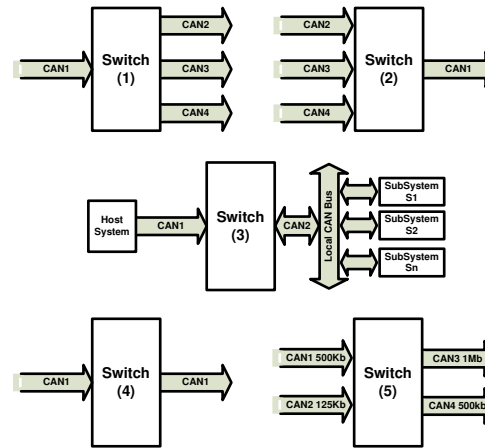 CAN2
CAN1
Switch
(1)
CAN3
CAN4
CAN2
CAN3
Switch
(2)
CAN1
CAN4
Host
System
CAN1
Switch
(3)
CAN2
Local CAN Bus
SubSystem
S1
SubSystem
S2
SubSystem
Sn
CAN1
Switch
(4)
CAN1
CAN1 500Kb
CAN2 125Kb
Switch
(5)
CAN3 1Mb
CAN4 500kb